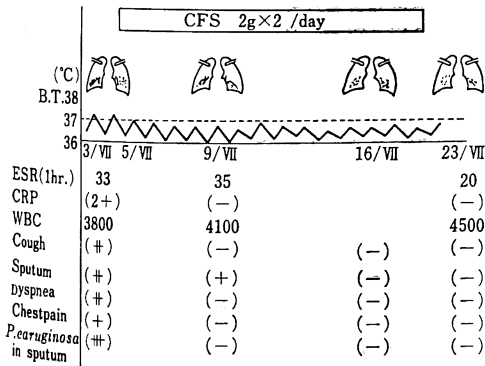 CFS 2g×2 /day
(℃)
B.T.38
37
36
3/Ⅶ 5/Ⅶ 9/Ⅶ 16/Ⅶ 23/Ⅶ
ESR(1hr.) 33 35 20
CRP (2+) (−) (−)
WBC 3800 4100 4500
Cough (⧺) (−) (−) (−)
Sputum (⧺) (+) (−) (−)
Dyspnea (⧺) (−) (−) (−)
Chestpain (+) (−) (−) (−)
P.earuginosa (⧻) (−) (−) (−)
in sputum